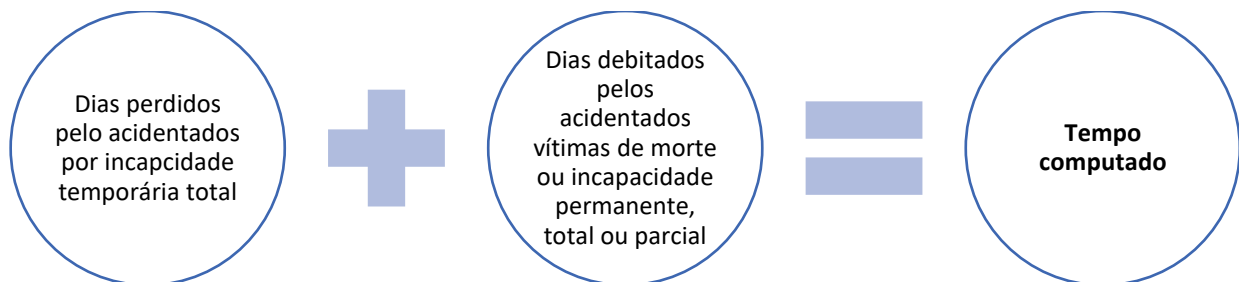 Dias perdidos
pelo acidentados
por incapcidade
temporária total
Dias debitados
pelos
acidentados
vítimas de morte
ou incapacidade
permanente,
total ou parcial
Tempo
computado